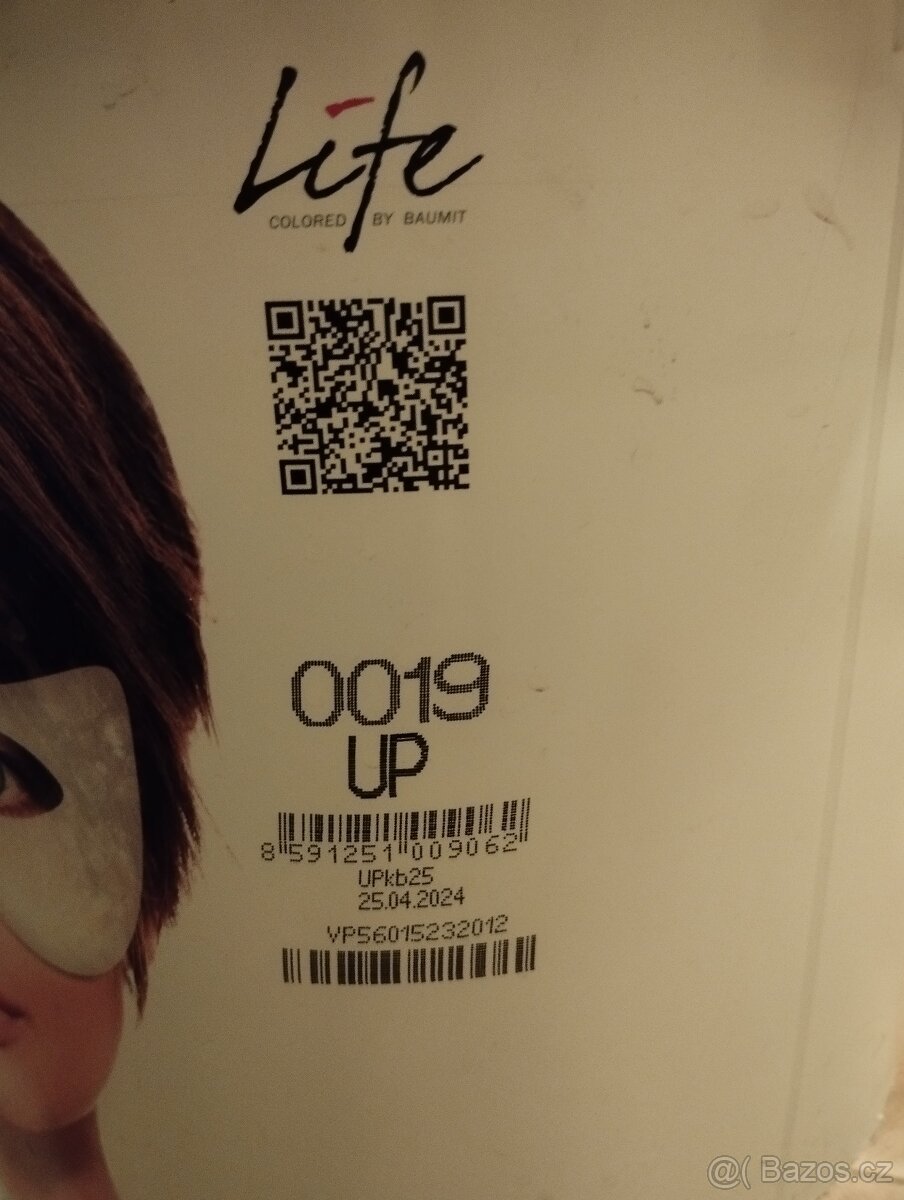 Life
COLORED BY BAUMIT
0019
UP
8 591251 009062
UPkb25
25.04.2024
VP56015232012
@( Bazos.cz